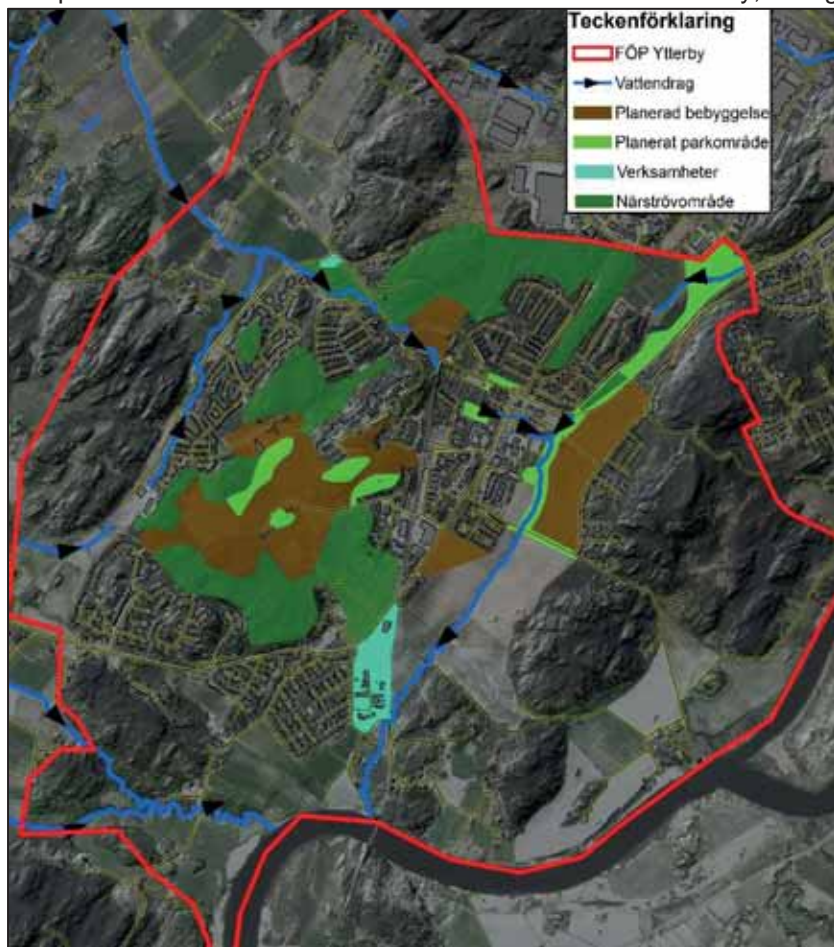 Teckenförklaring
FÖP Ytterby
Vattendrag
Planerad bebyggelse
Planerat parkområde
Verksamheter
Närströvområde